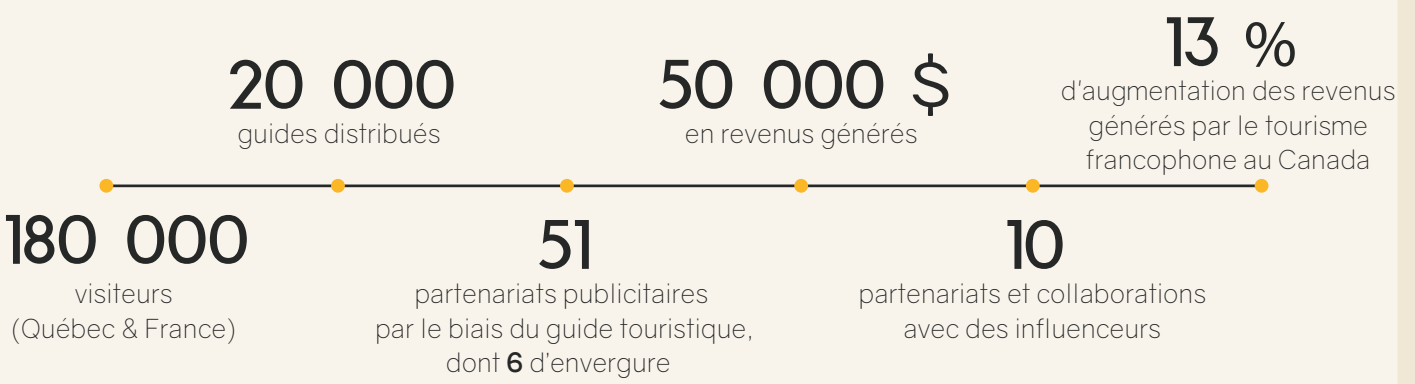 180 000
visiteurs
(Québec & France)
20 000
guides distribués
51
partenariats publicitaires
par le biais du guide touristique,
dont 6 d’envergure
50 000 $
en revenus générés
10
partenariats et collaborations
avec des influenceurs
13 %
d’augmentation des revenus
générés par le tourisme
francophone au Canada